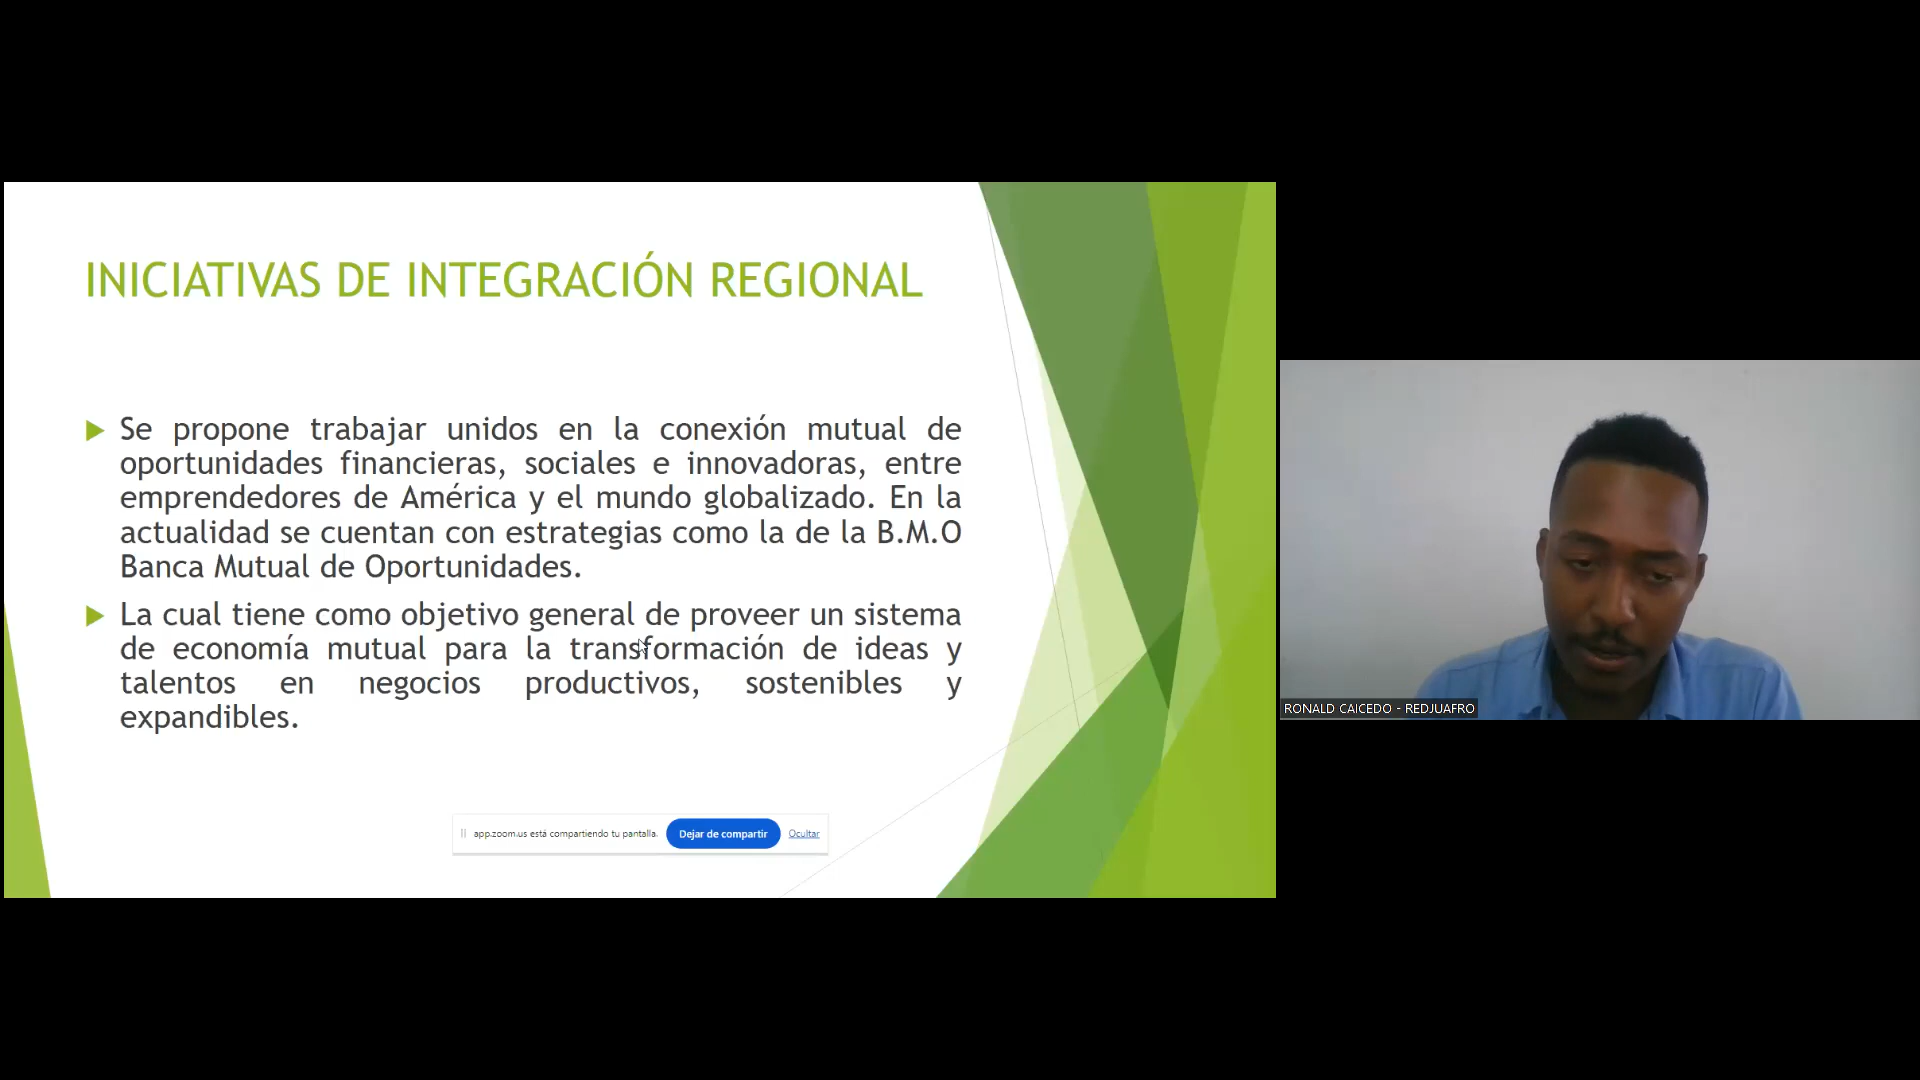 INICIATIVAS DE INTEGRACIÓN REGIONAL
Se propone trabajar unidos en la conexión mutual de
oportunidades financieras, sociales e innovadoras, entre
emprendedores de América y el mundo globalizado. En la
actualidad se cuentan con estrategias como la de la B.M.O
Banca Mutual de Oportunidades.
La cual tiene como objetivo general de proveer un sistema
de economía mutual para la transformación de ideas y
talentos en negocios productivos, sostenibles y
expandibles.
app.zoom.us está compartiendo tu pantalla. Dejar de compartir Ocultar
RONALD CAICEDO - REDJUAFRO